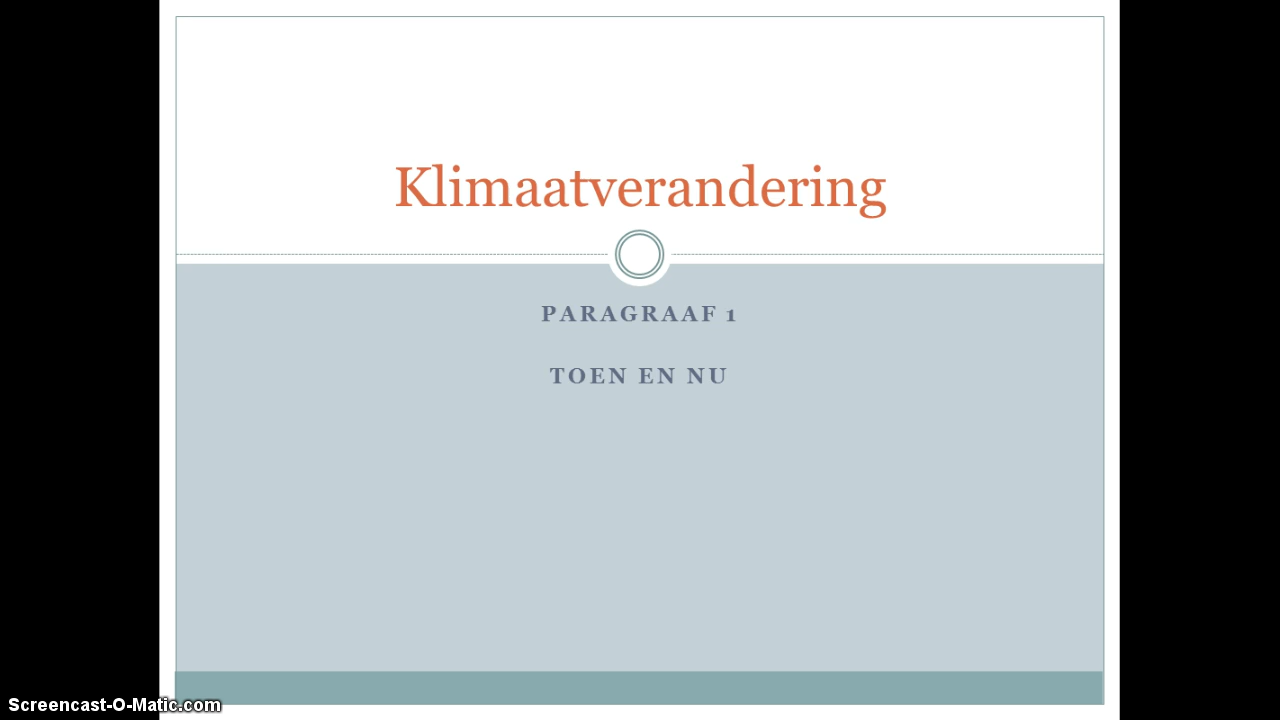 Klimaatverandering
PARAGRAAF 1
TOEN EN NU
Screencast-O-Matic.com